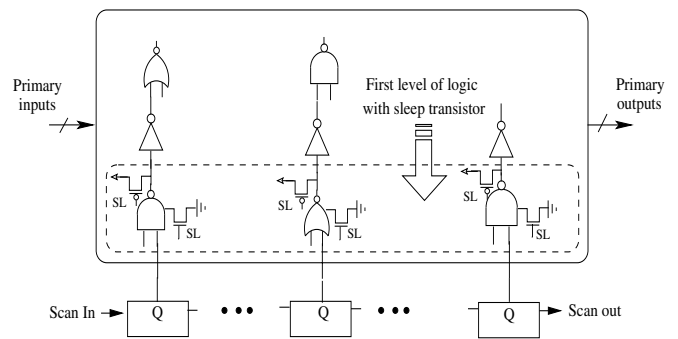 Primary
inputs
First level of logic
with sleep transistor
Primary
outputs
SL
SL
SL
SL
SL
SL
Scan In
Q
Q
Q
Scan out